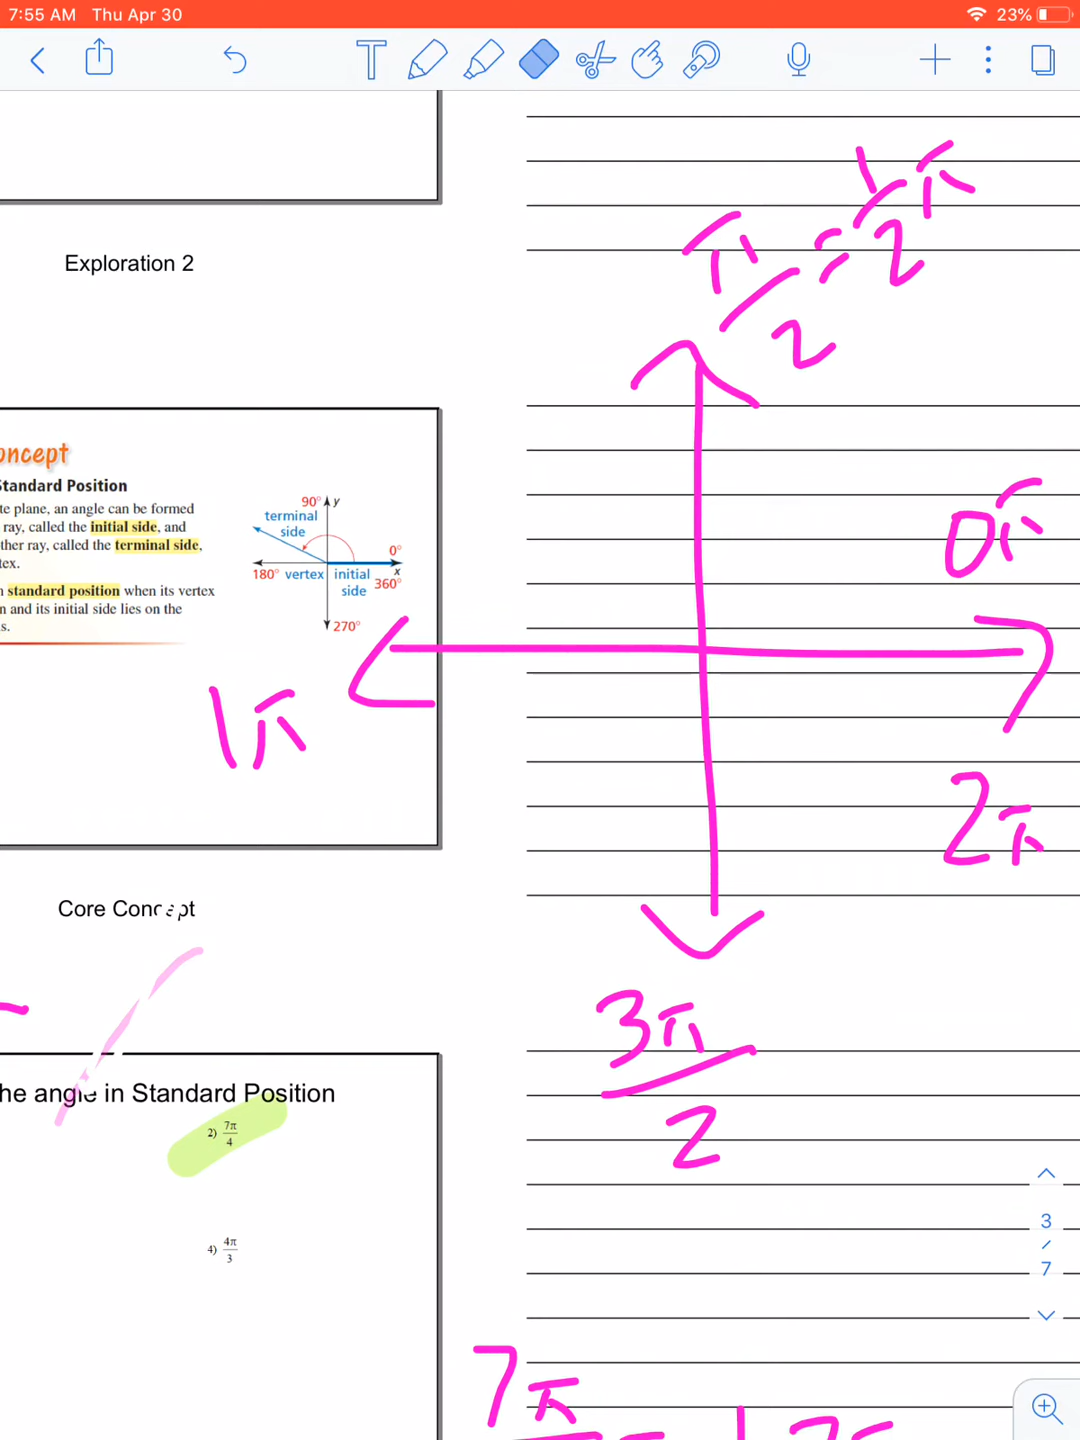 7:55 AM Thu Apr 30
23%
π/2 = 1/2 π
Exploration 2
oncept
Standard Position
te plane, an angle can be formed
ray, called the initial side, and
ther ray, called the terminal side,
tex.
n standard position when its vertex
n and its initial side lies on the
s.
90° y
terminal
side
0°
180° vertex initial x
side 360°
270°
0π
1π
2π
Core Concept
3π/2
he angle in Standard Position
2) 7π/4
4) 4π/3
3
/
7
7π